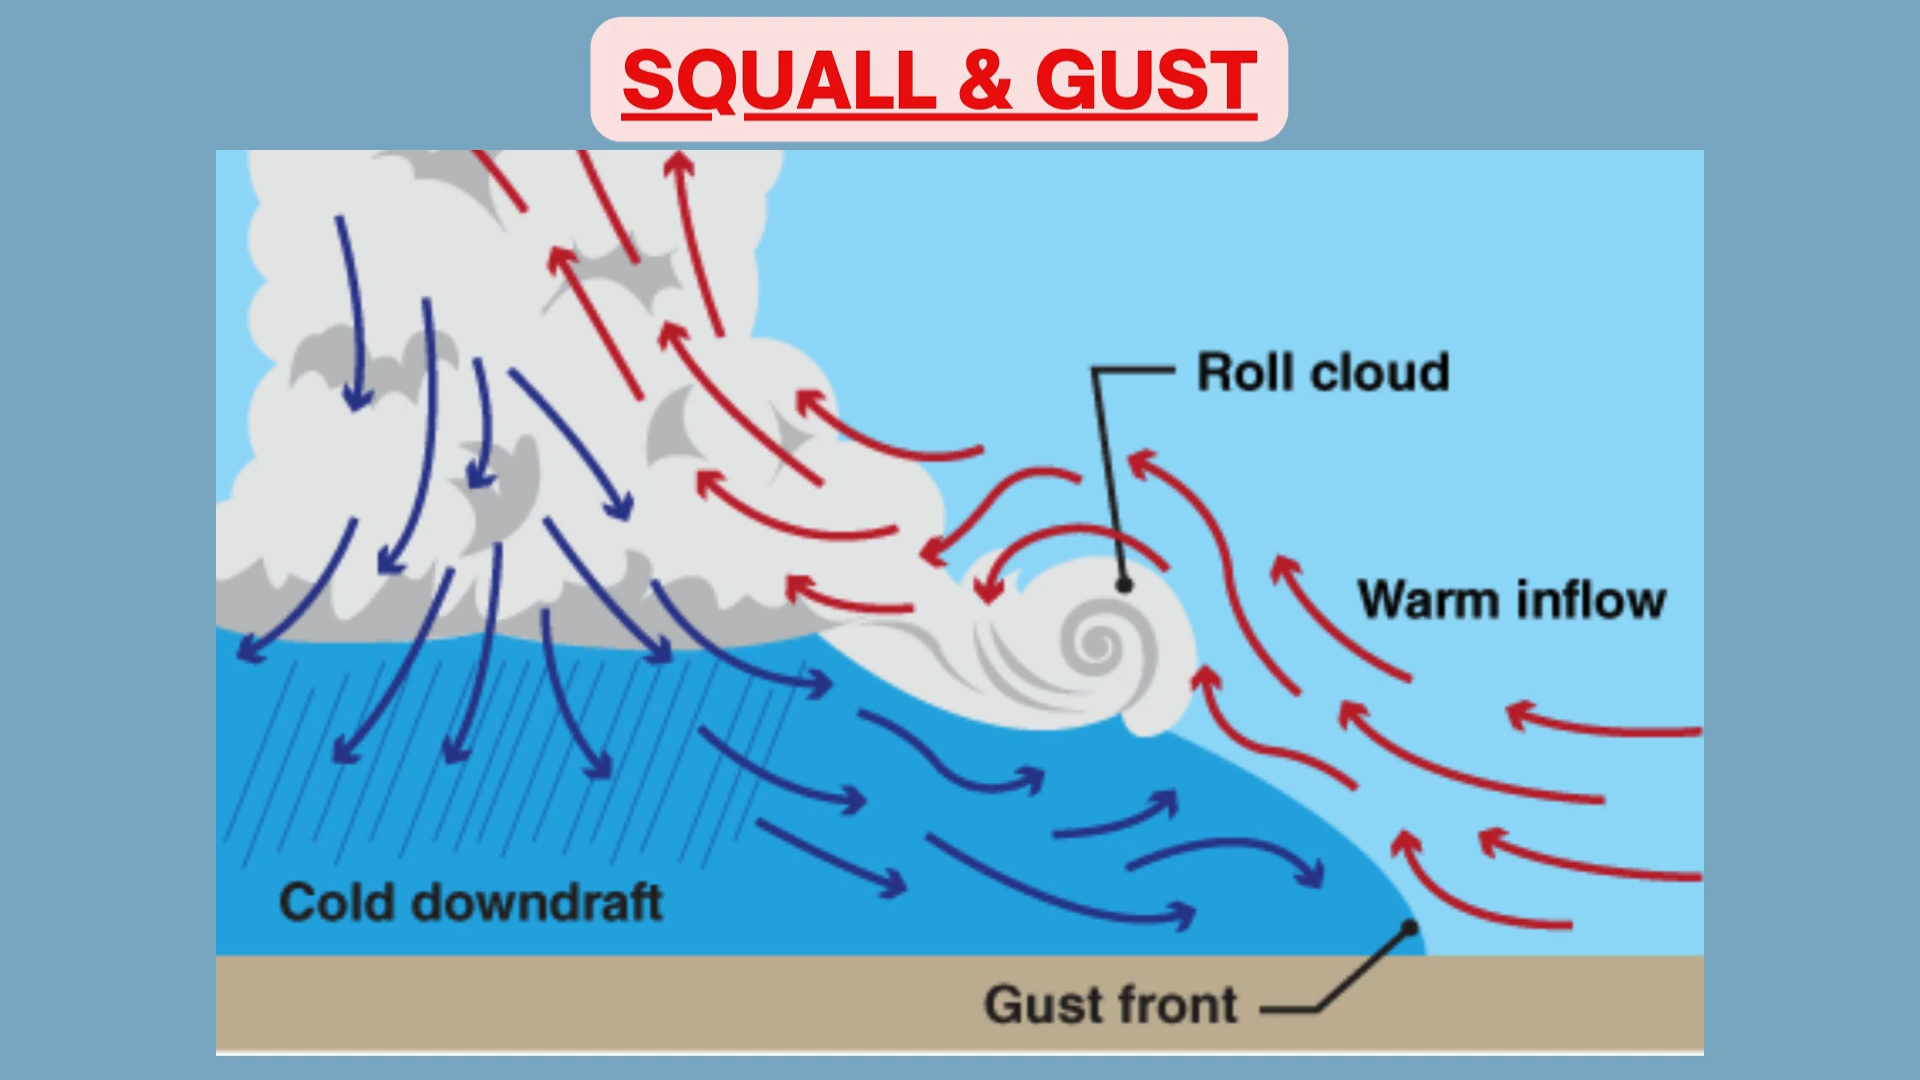 SQUALL & GUST
Roll cloud
Warm inflow
Cold downdraft
Gust front